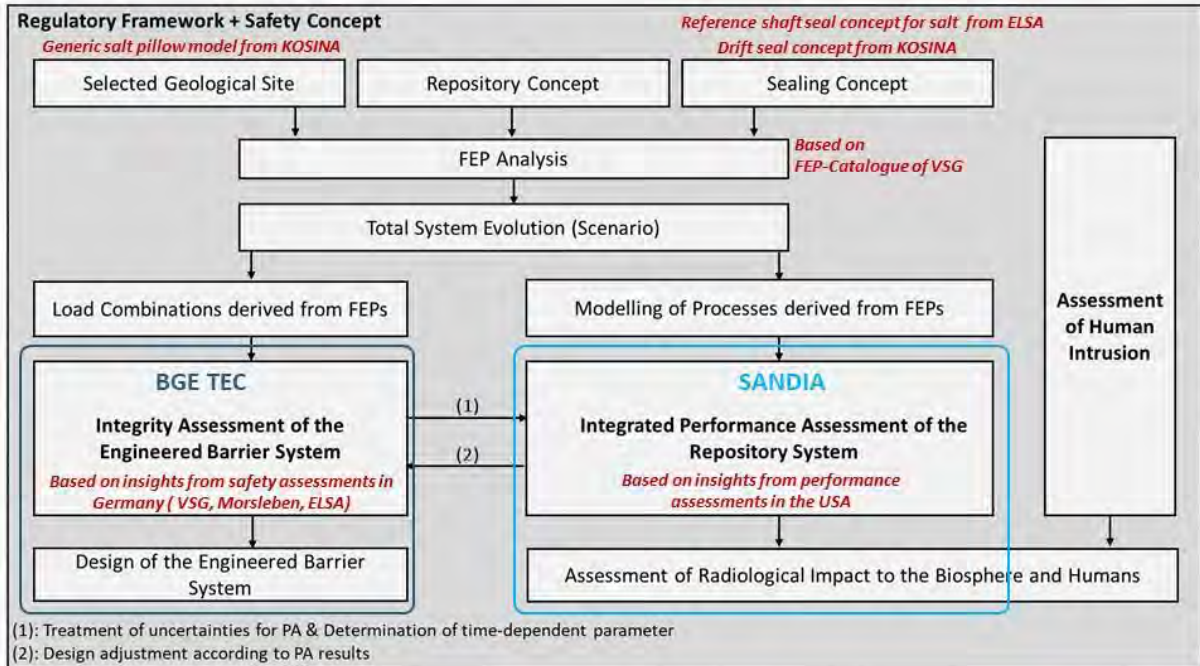 Regulatory Framework + Safety Concept
Reference shaft seal concept for salt from ELSA
Generic salt pillow model from KOSINA
Drift seal concept from KOSINA
Selected Geological Site
Repository Concept
Sealing Concept
FEP Analysis
Based on
FEP-Catalogue of VSG
Total System Evolution (Scenario)
Load Combinations derived from FEPs
Modelling of Processes derived from FEPs
Assessment
of Human
Intrusion
BGE TEC
Integrity Assessment of the
Engineered Barrier System
Based on insights from safety assessments in
Germany ( VSG, Morsleben, ELSA)
(1)
(2)
SANDIA
Integrated Performance Assessment of the
Repository System
Based on insights from performance
assessments in the USA
Design of the Engineered Barrier
System
Assessment of Radiological Impact to the Biosphere and Humans
(1): Treatment of uncertainties for PA & Determination of time-dependent parameter
(2): Design adjustment according to PA results